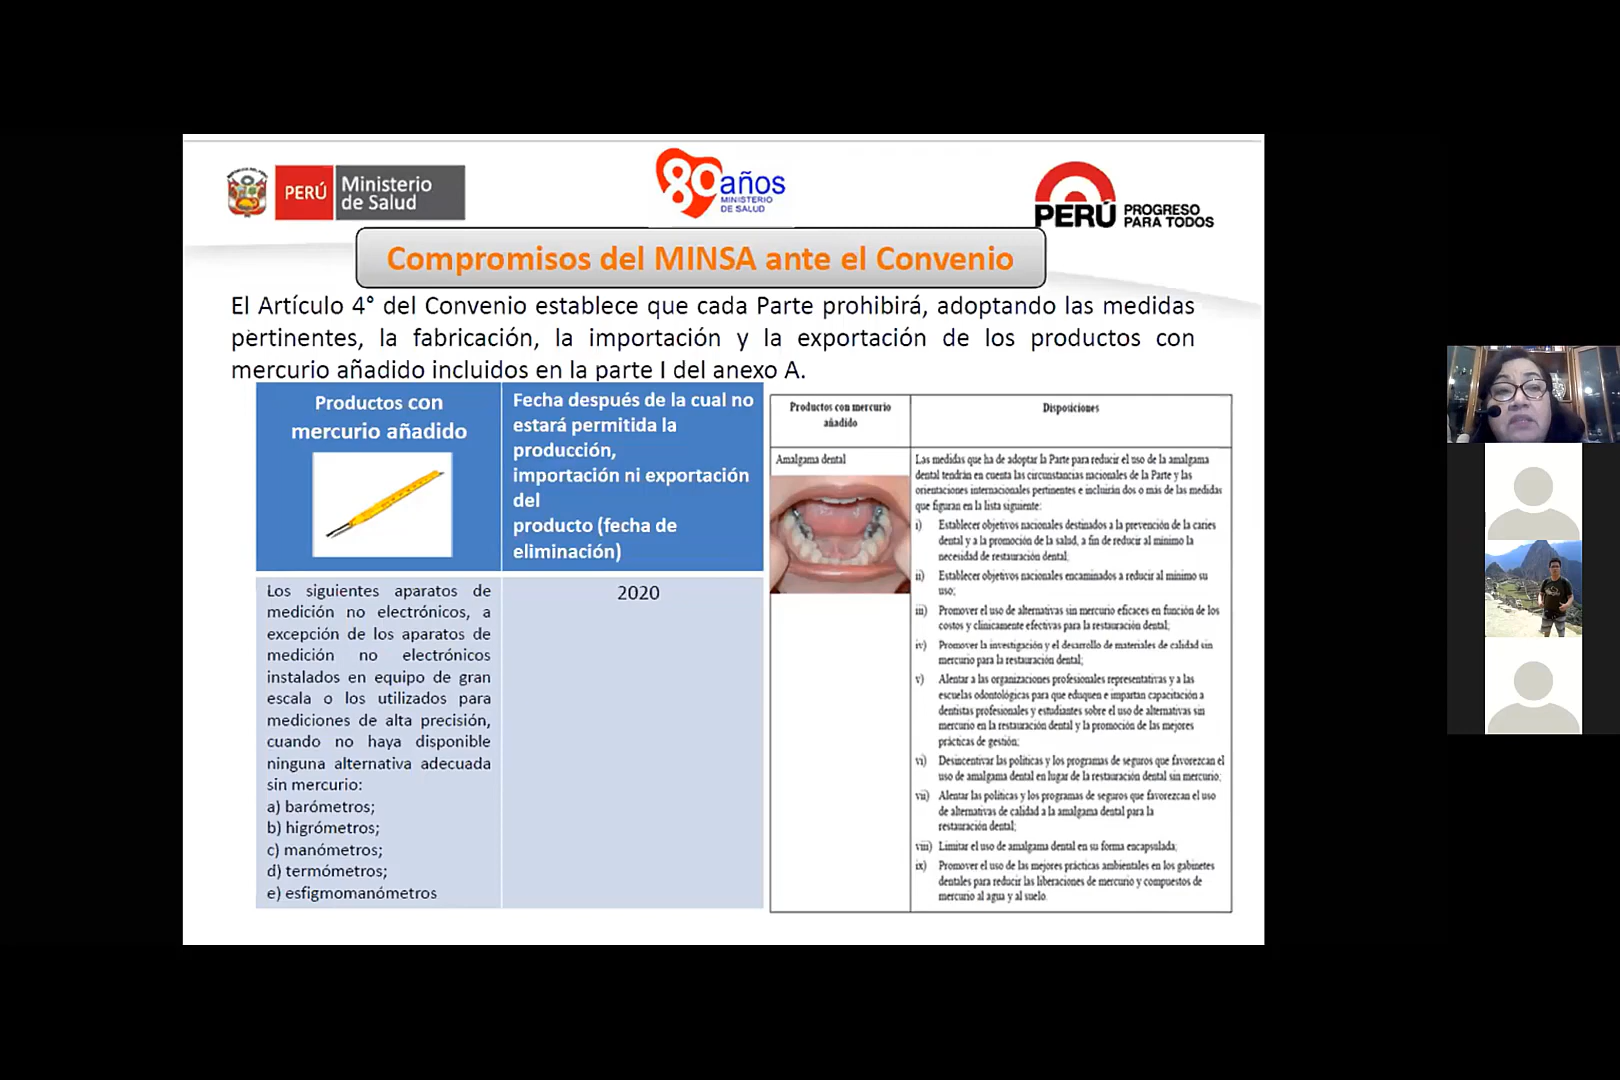 PERÚ
Ministerio
de Salud
80 años
MINISTERIO
DE SALUD
PERÚ
PROGRESO
PARA TODOS
Compromisos del MINSA ante el Convenio
El Artículo 4° del Convenio establece que cada Parte prohibirá, adoptando las medidas
pertinentes, la fabricación, la importación y la exportación de los productos con
mercurio añadido incluidos en la parte I del anexo A.
Productos con
mercurio añadido
Fecha después de la cual no
estará permitida la
producción,
importación ni exportación
del
producto (fecha de
eliminación)
Los siguientes aparatos de
medición no electrónicos, a
excepción de los aparatos de
medición no electrónicos
instalados en equipo de gran
escala o los utilizados para
mediciones de alta precisión,
cuando no haya disponible
ninguna alternativa adecuada
sin mercurio:
a) barómetros;
b) higrómetros;
c) manómetros;
d) termómetros;
e) esfigmomanómetros
2020
Productos con mercurio
añadido
Disposiciones
Amalgama dental
Las medidas que ha de adoptar la Parte para reducir el uso de la amalgama
dental tendrán en cuenta las circunstancias nacionales de la Parte y las
orientaciones internacionales pertinentes e incluirán dos o más de las medidas
que figuran en la lista siguiente:
i) Establecer objetivos nacionales destinados a la prevención de la caries
dental y a la promoción de la salud, a fin de reducir al mínimo la
necesidad de restauración dental;
ii) Establecer objetivos nacionales encaminados a reducir al mínimo su
uso;
iii) Promover el uso de alternativas sin mercurio eficaces en función de los
costos y clínicamente efectivas para la restauración dental;
iv) Promover la investigación y el desarrollo de materiales de calidad sin
mercurio para la restauración dental;
v) Alentar a las organizaciones profesionales representativas y a las
escuelas odontológicas para que eduquen e impartan capacitación a
dentistas profesionales y estudiantes sobre el uso de alternativas sin
mercurio en la restauración dental y la promoción de las mejores
prácticas de gestión;
vi) Desincentivar las políticas y los programas de seguros que favorezcan el
uso de amalgama dental en lugar de la restauración dental sin mercurio;
vii) Alentar las políticas y los programas de seguros que favorezcan el uso
de alternativas de calidad a la amalgama dental para la
restauración dental;
viii) Limitar el uso de amalgama dental en su forma encapsulada;
ix) Promover el uso de las mejores prácticas ambientales en los gabinetes
dentales para reducir las liberaciones de mercurio y compuestos de
mercurio al agua y al suelo.